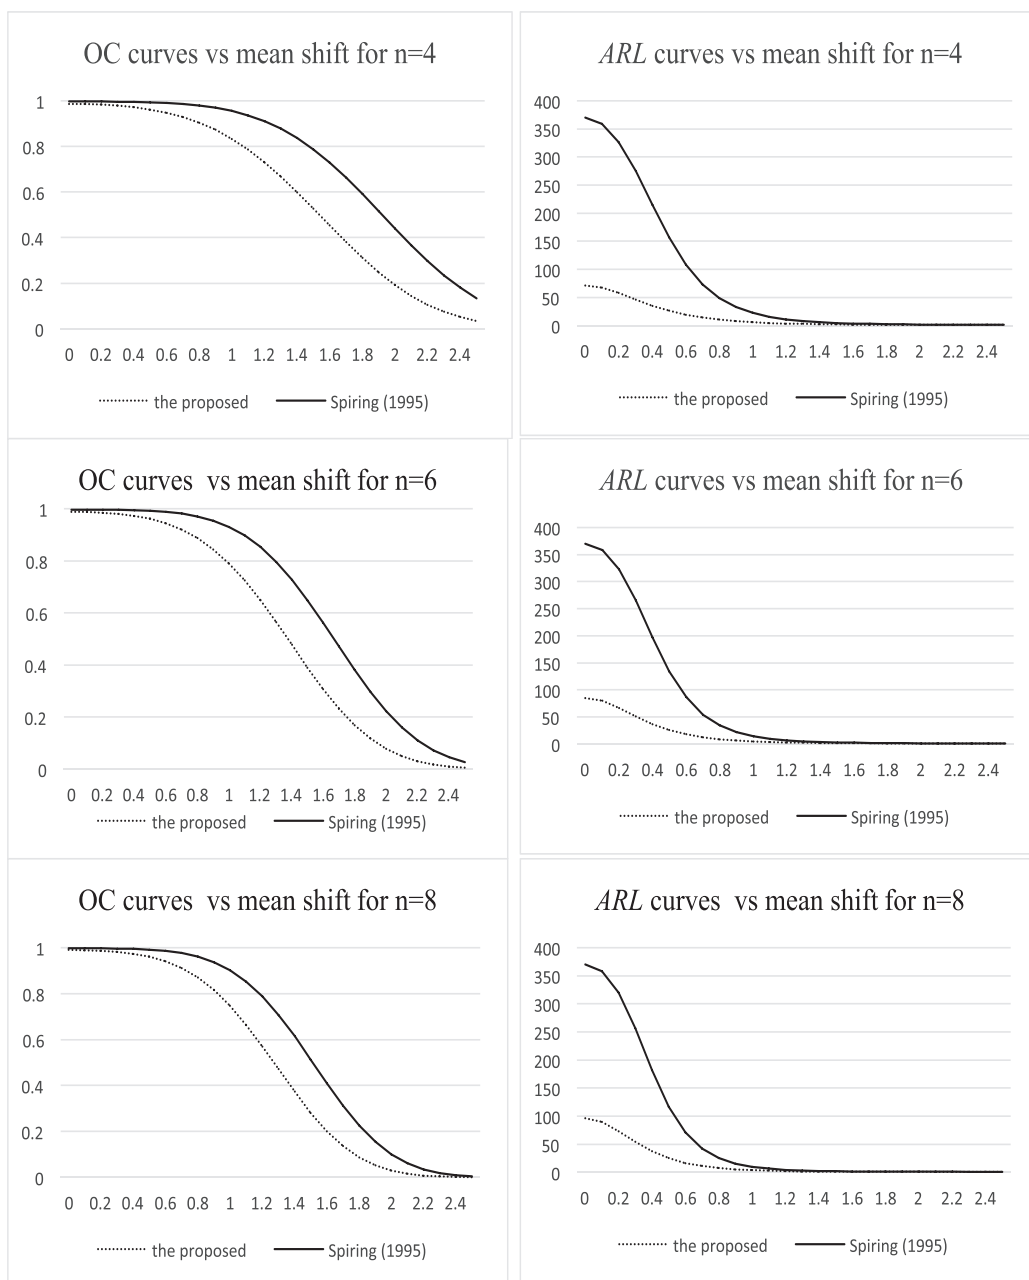 OC curves vs mean shift for n=4
1
0.8
0.6
0.4
0.2
0
0 0.2 0.4 0.6 0.8 1 1.2 1.4 1.6 1.8 2 2.2 2.4
the proposed Spiring (1995)
ARL curves vs mean shift for n=4
400
350
300
250
200
150
100
50
0
0 0.2 0.4 0.6 0.8 1 1.2 1.4 1.6 1.8 2 2.2 2.4
the proposed Spiring (1995)
OC curves vs mean shift for n=6
1
0.8
0.6
0.4
0.2
0
0 0.2 0.4 0.6 0.8 1 1.2 1.4 1.6 1.8 2 2.2 2.4
the proposed Spiring (1995)
ARL curves vs mean shift for n=6
400
350
300
250
200
150
100
50
0
0 0.2 0.4 0.6 0.8 1 1.2 1.4 1.6 1.8 2 2.2 2.4
the proposed Spiring (1995)
OC curves vs mean shift for n=8
1
0.8
0.6
0.4
0.2
0
0 0.2 0.4 0.6 0.8 1 1.2 1.4 1.6 1.8 2 2.2 2.4
the proposed Spiring (1995)
ARL curves vs mean shift for n=8
400
350
300
250
200
150
100
50
0
0 0.2 0.4 0.6 0.8 1 1.2 1.4 1.6 1.8 2 2.2 2.4
the proposed Spiring (1995)